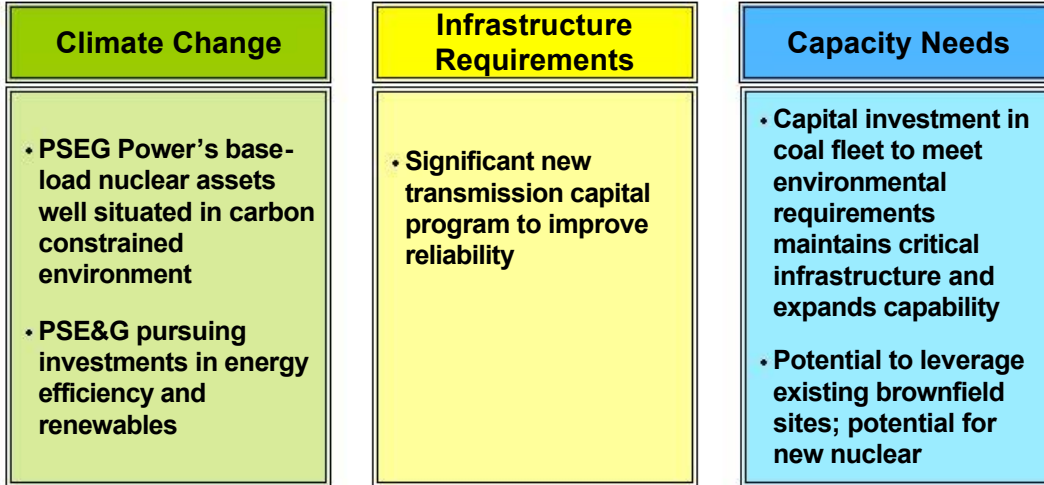 Climate Change
• PSEG Power's base-
load nuclear assets
well situated in carbon
constrained
environment
• PSE&G pursuing
investments in energy
efficiency and
renewables
Infrastructure
Requirements
• Significant new
transmission capital
program to improve
reliability
Capacity Needs
• Capital investment in
coal fleet to meet
environmental
requirements
maintains critical
infrastructure and
expands capability
• Potential to leverage
existing brownfield
sites; potential for
new nuclear